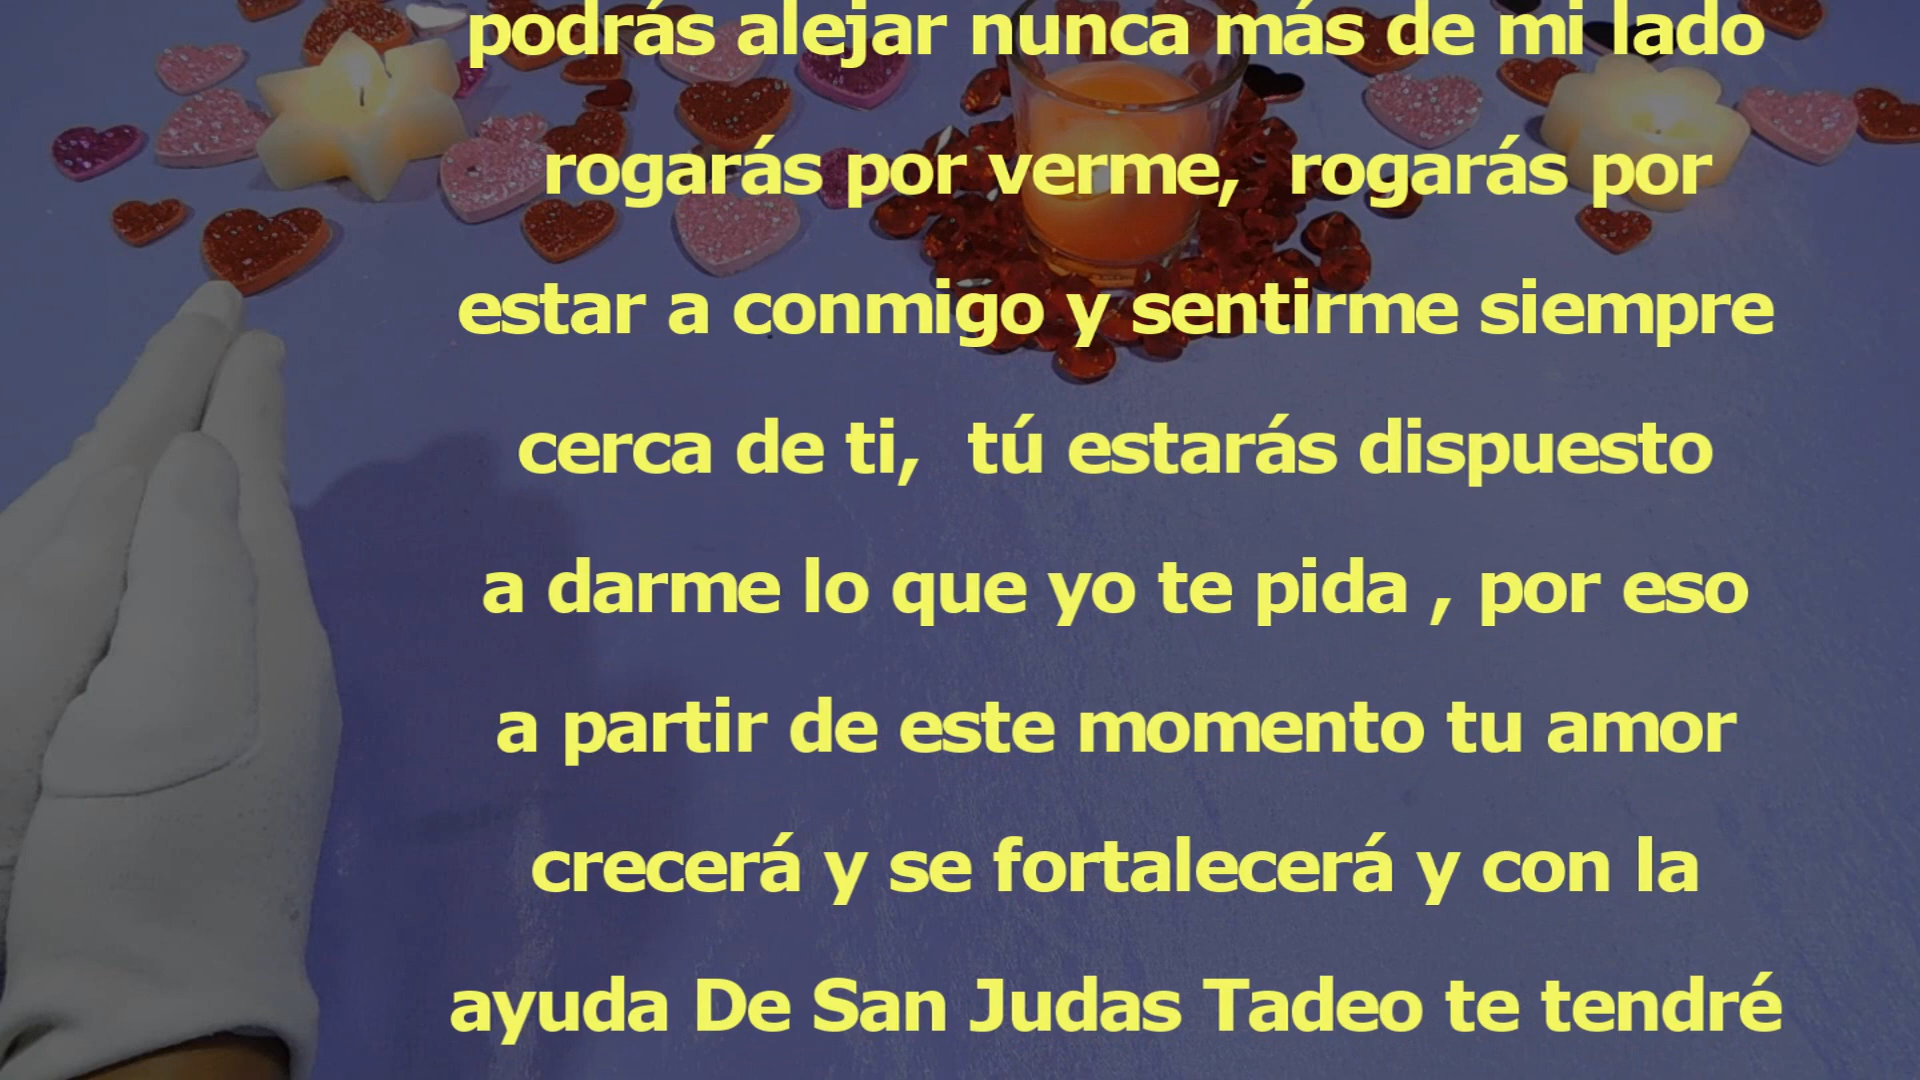 podrás alejar nunca más de mi lado
rogarás por verme, rogarás por
estar a conmigo y sentirme siempre
cerca de ti, tú estarás dispuesto
a darme lo que yo te pida , por eso
a partir de este momento tu amor
crecerá y se fortalecerá y con la
ayuda De San Judas Tadeo te tendré